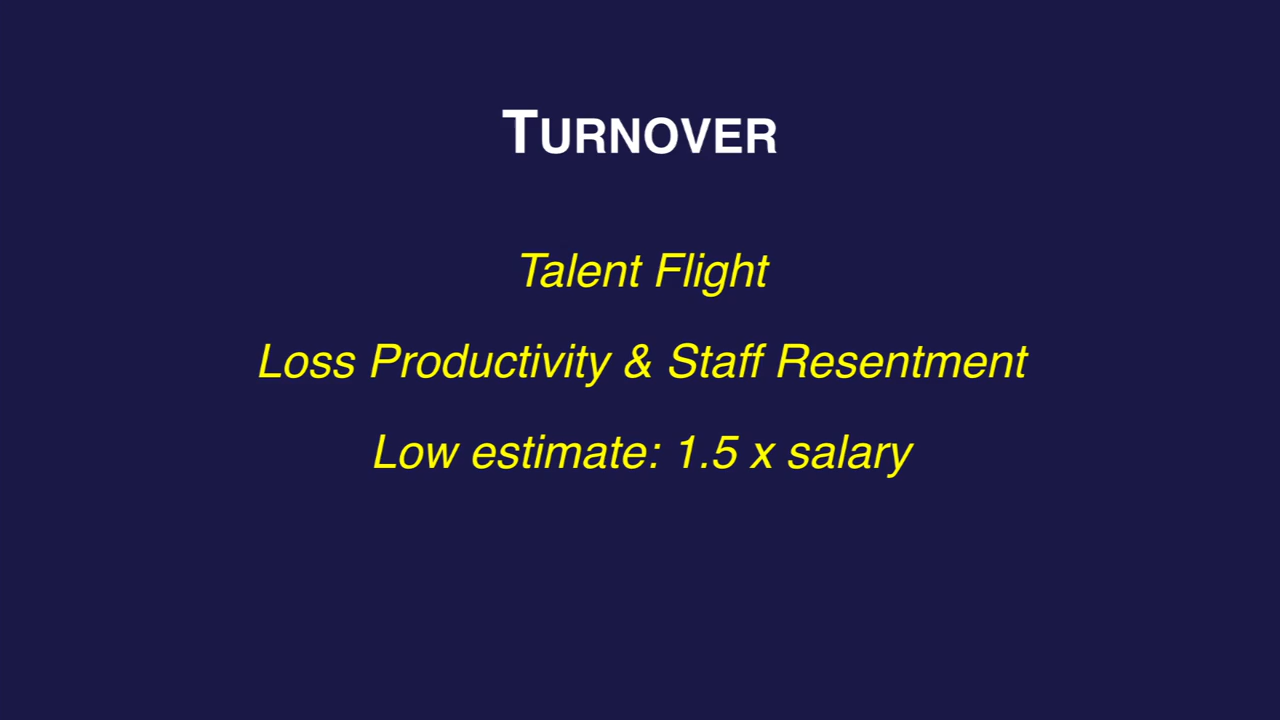 TURNOVER
Talent Flight
Loss Productivity & Staff Resentment
Low estimate: 1.5 x salary